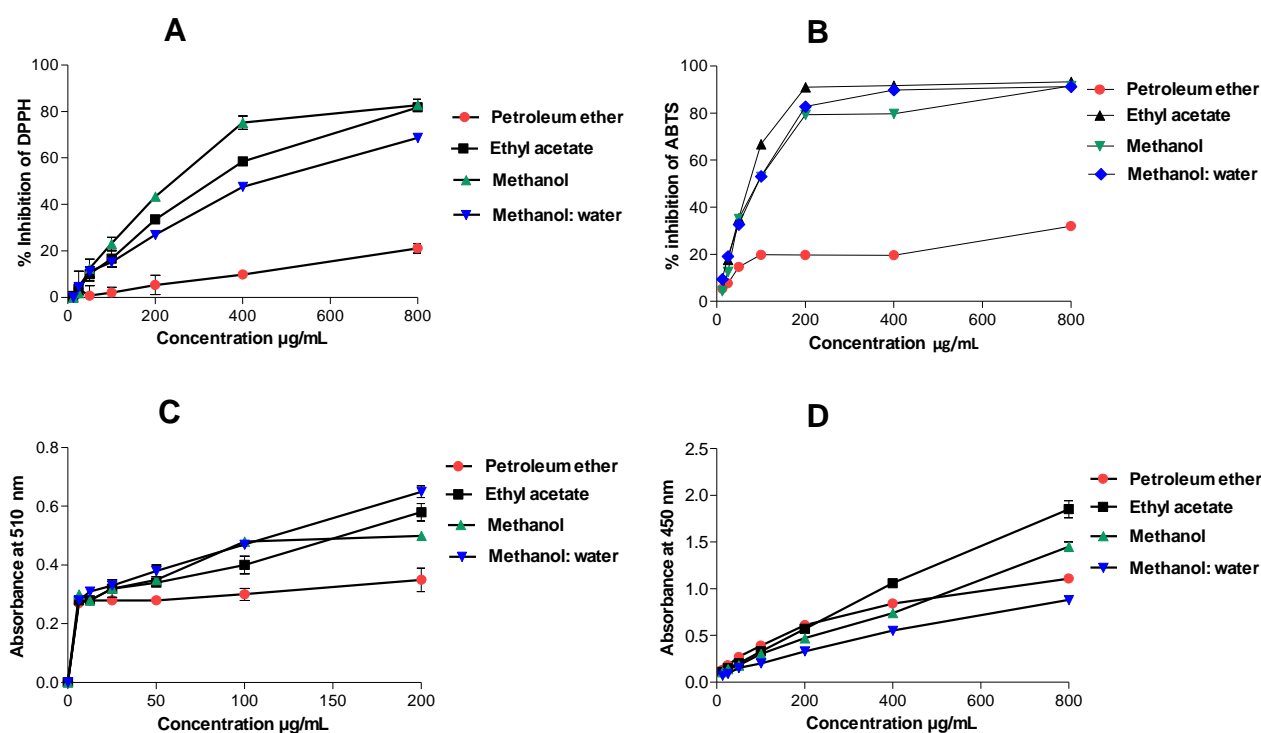 A
100
80
60
40
20
0
% Inhibition of DPPH
0 200 400 600 800
Concentration µg/mL
Petroleum ether
Ethyl acetate
Methanol
Methanol: water
B
100
80
60
40
20
0
% inhibition of ABTS
0 200 400 600 800
Concentration µg/mL
Petroleum ether
Ethyl acetate
Methanol
Methanol: water
C
0.8
0.6
0.4
0.2
0.0
Absorbance at 510 nm
0 50 100 150 200
Concentration µg/mL
Petroleum ether
Ethyl acetate
Methanol
Methanol: water
D
2.5
2.0
1.5
1.0
0.5
0.0
Absorbance at 450 nm
0 200 400 600 800
Concentration µg/mL
Petroleum ether
Ethyl acetate
Methanol
Methanol: water